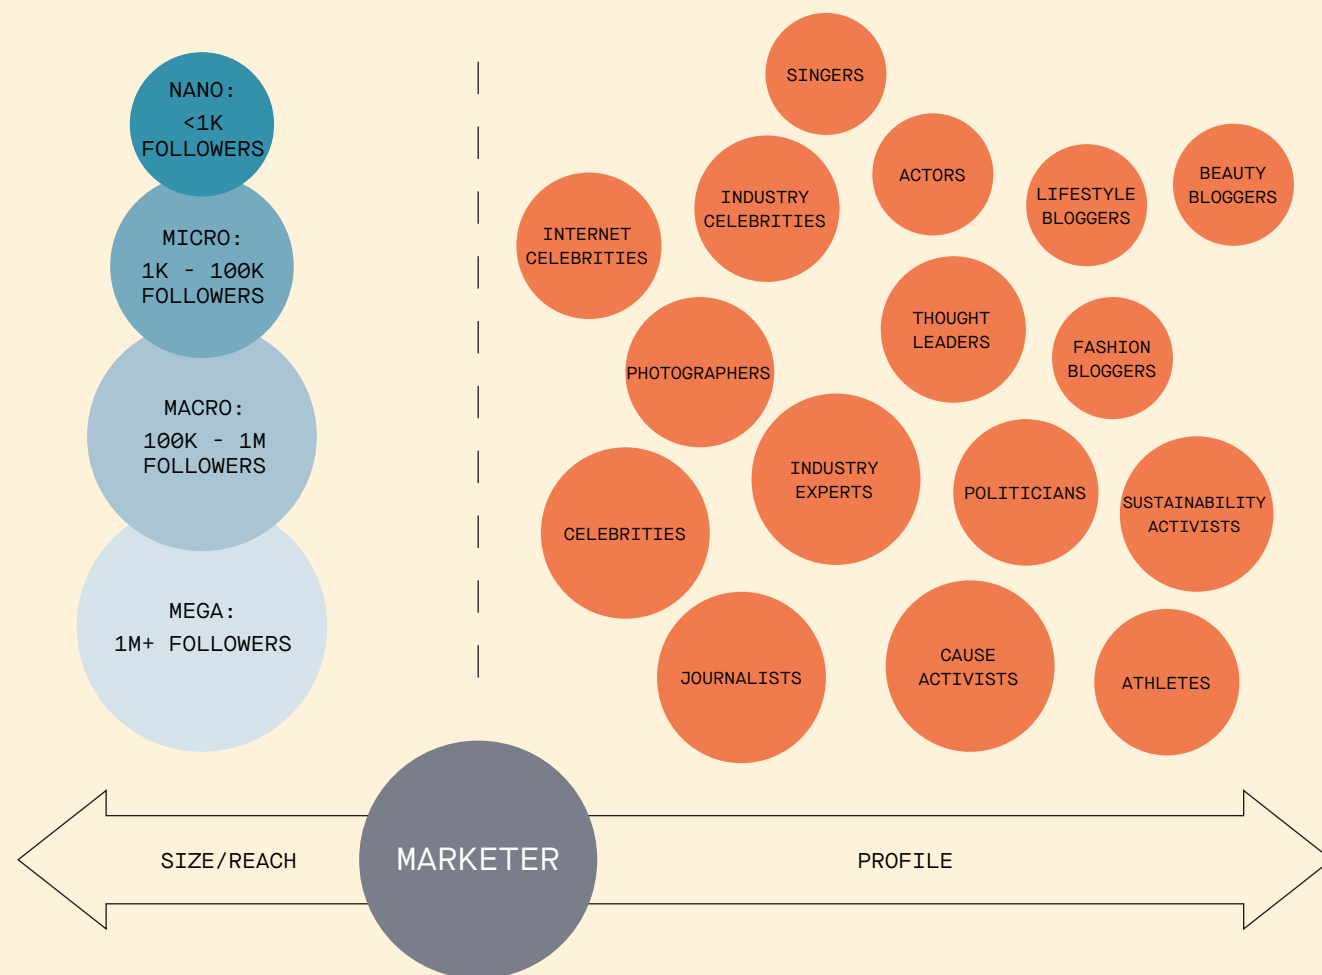 NANO:
<1K
FOLLOWERS
MICRO:
1K - 100K
FOLLOWERS
MACRO:
100K - 1M
FOLLOWERS
MEGA:
1M+ FOLLOWERS
SINGERS
ACTORS
BEAUTY
BLOGGERS
LIFESTYLE
BLOGGERS
INDUSTRY
CELEBRITIES
INTERNET
CELEBRITIES
THOUGHT
LEADERS
FASHION
BLOGGERS
PHOTOGRAPHERS
INDUSTRY
EXPERTS
POLITICIANS
SUSTAINABILITY
ACTIVISTS
CELEBRITIES
JOURNALISTS
CAUSE
ACTIVISTS
ATHLETES
SIZE/REACH
MARKETER
PROFILE